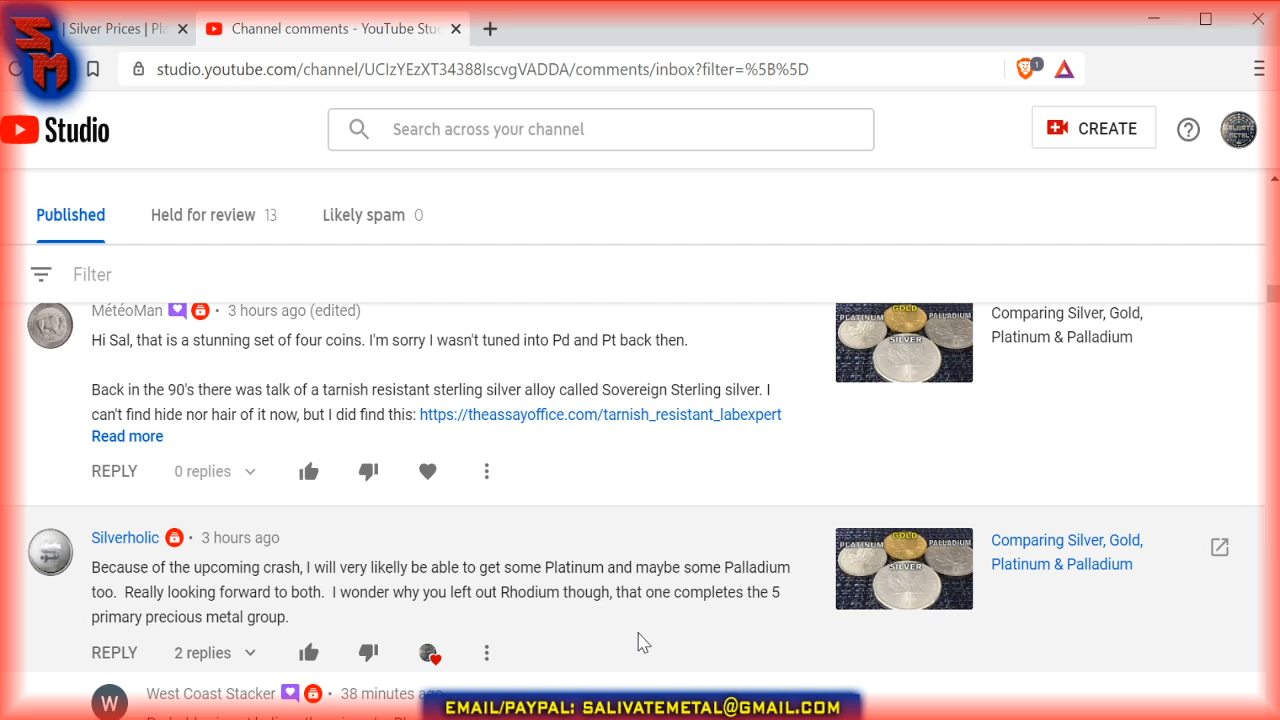 SM
| Silver Prices | Pla
Channel comments - YouTube Stu
studio.youtube.com/channel/UCIzYEzXT34388IscvgVADDA/comments/inbox?filter=%5B%5D
1
Studio
Search across your channel
CREATE
SALIVATE METAL
Published
Held for review 13
Likely spam 0
Filter
MétéoMan • 3 hours ago (edited)
Hi Sal, that is a stunning set of four coins. I'm sorry I wasn't tuned into Pd and Pt back then.
Back in the 90's there was talk of a tarnish resistant sterling silver alloy called Sovereign Sterling silver. I
can't find hide nor hair of it now, but I did find this: https://theassayoffice.com/tarnish_resistant_labexpert
Read more
REPLY 0 replies
PLATINUM GOLD PALLADIUM
SILVER
Comparing Silver, Gold,
Platinum & Palladium
Silverholic • 3 hours ago
Because of the upcoming crash, I will very likelly be able to get some Platinum and maybe some Palladium
too. Really looking forward to both. I wonder why you left out Rhodium though, that one completes the 5
primary precious metal group.
REPLY 2 replies
PLATINUM GOLD PALLADIUM
SILVER
Comparing Silver, Gold,
Platinum & Palladium
W
West Coast Stacker • 38 minutes ago
EMAIL/PAYPAL: SALIVATEMETAL@GMAIL.COM